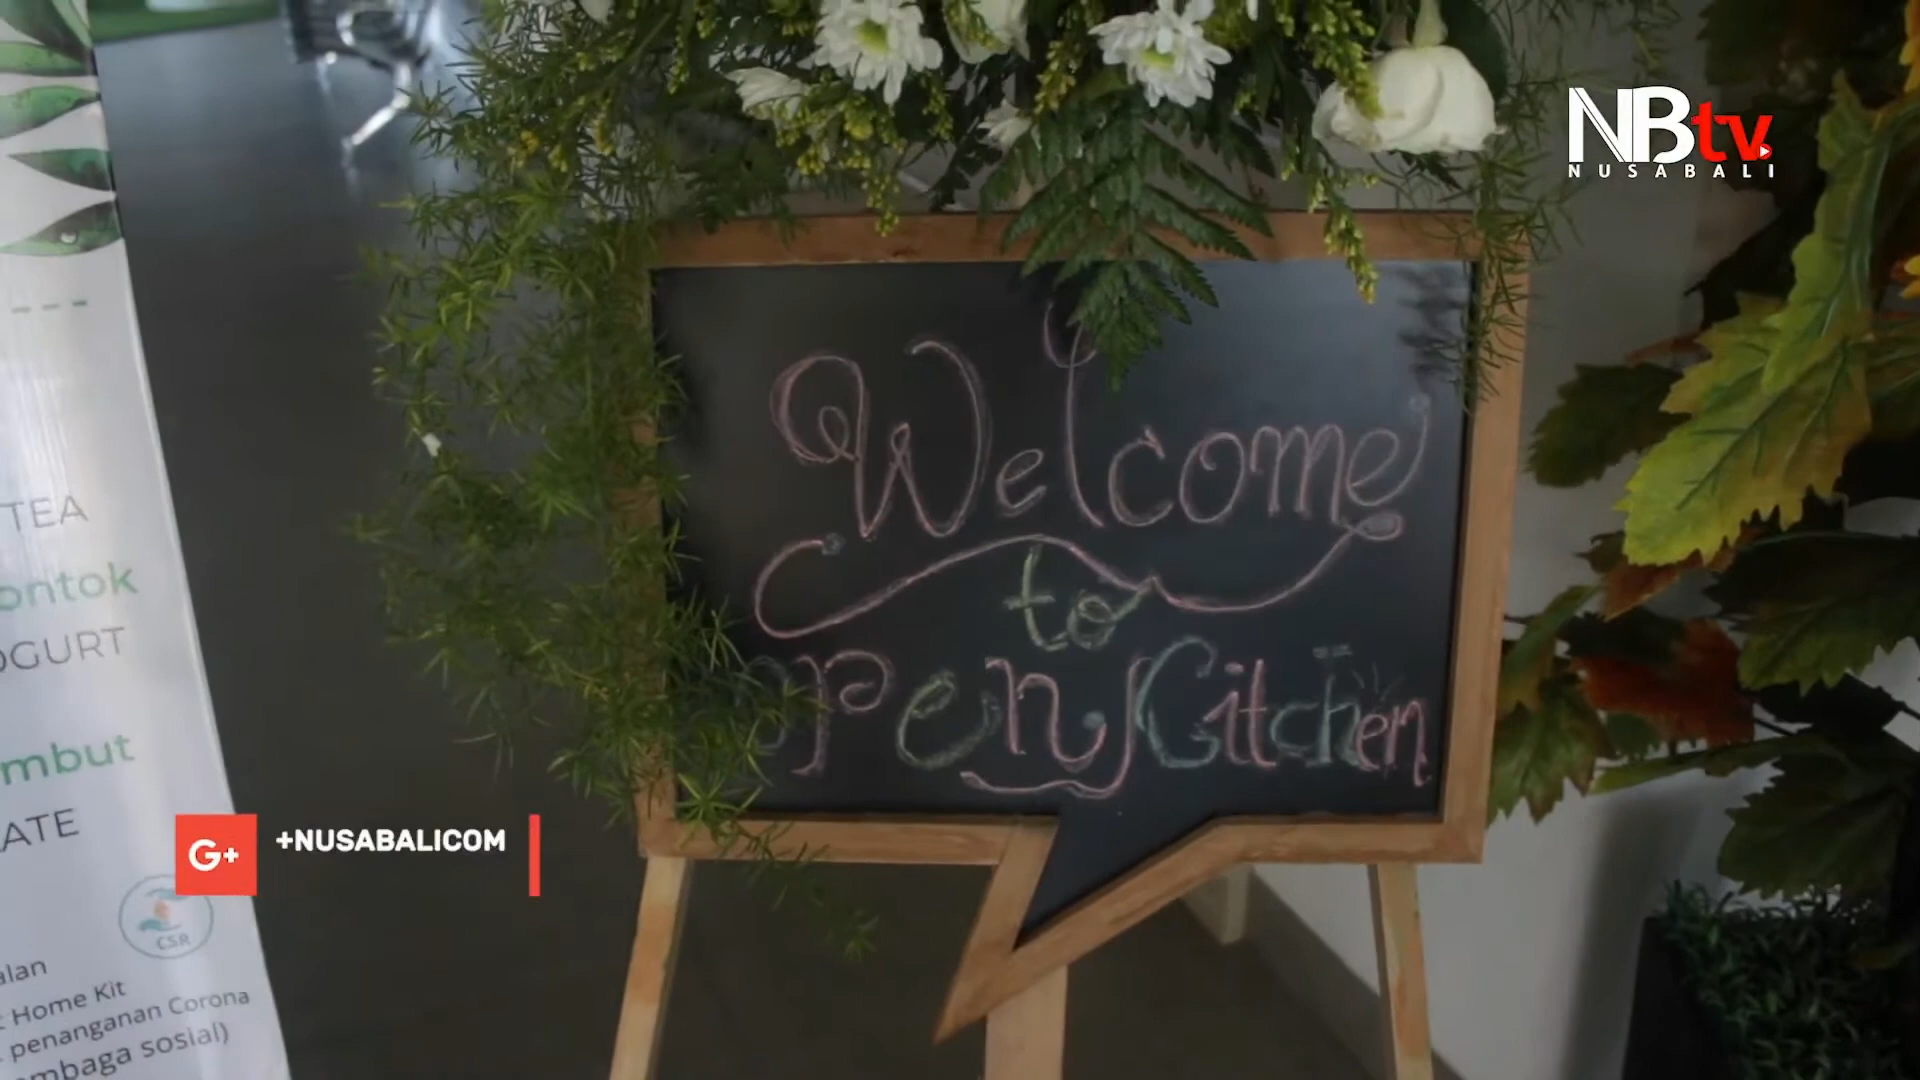 NBtv
NUSABALI
Welcome
to
open Kitchen
TEA
ontok
OGURT
mbut
ATE
G+
+NUSABALICOM
CSR
alan
Home Kit
penanganan Corona
mbaga sosial)